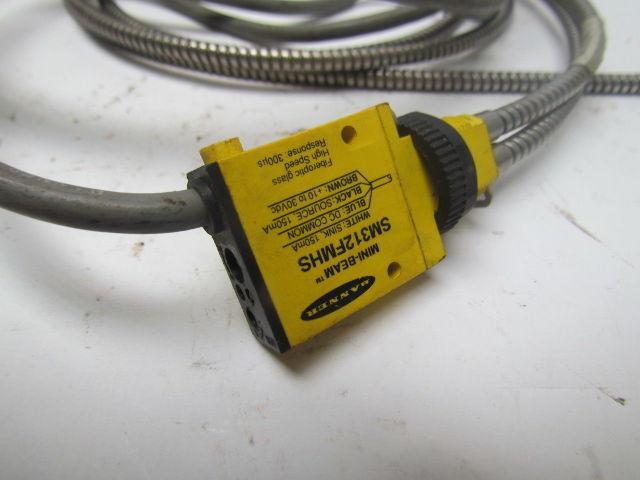 BANNER
MINI-BEAM™
SM312FMHS
WHITE: SINK, 150mA
BLUE: DC COMMON
BLACK: SOURCE, 150mA
BROWN: +10 to 30vdc
Fiberoptic glass
High Speed
Response: 300µs